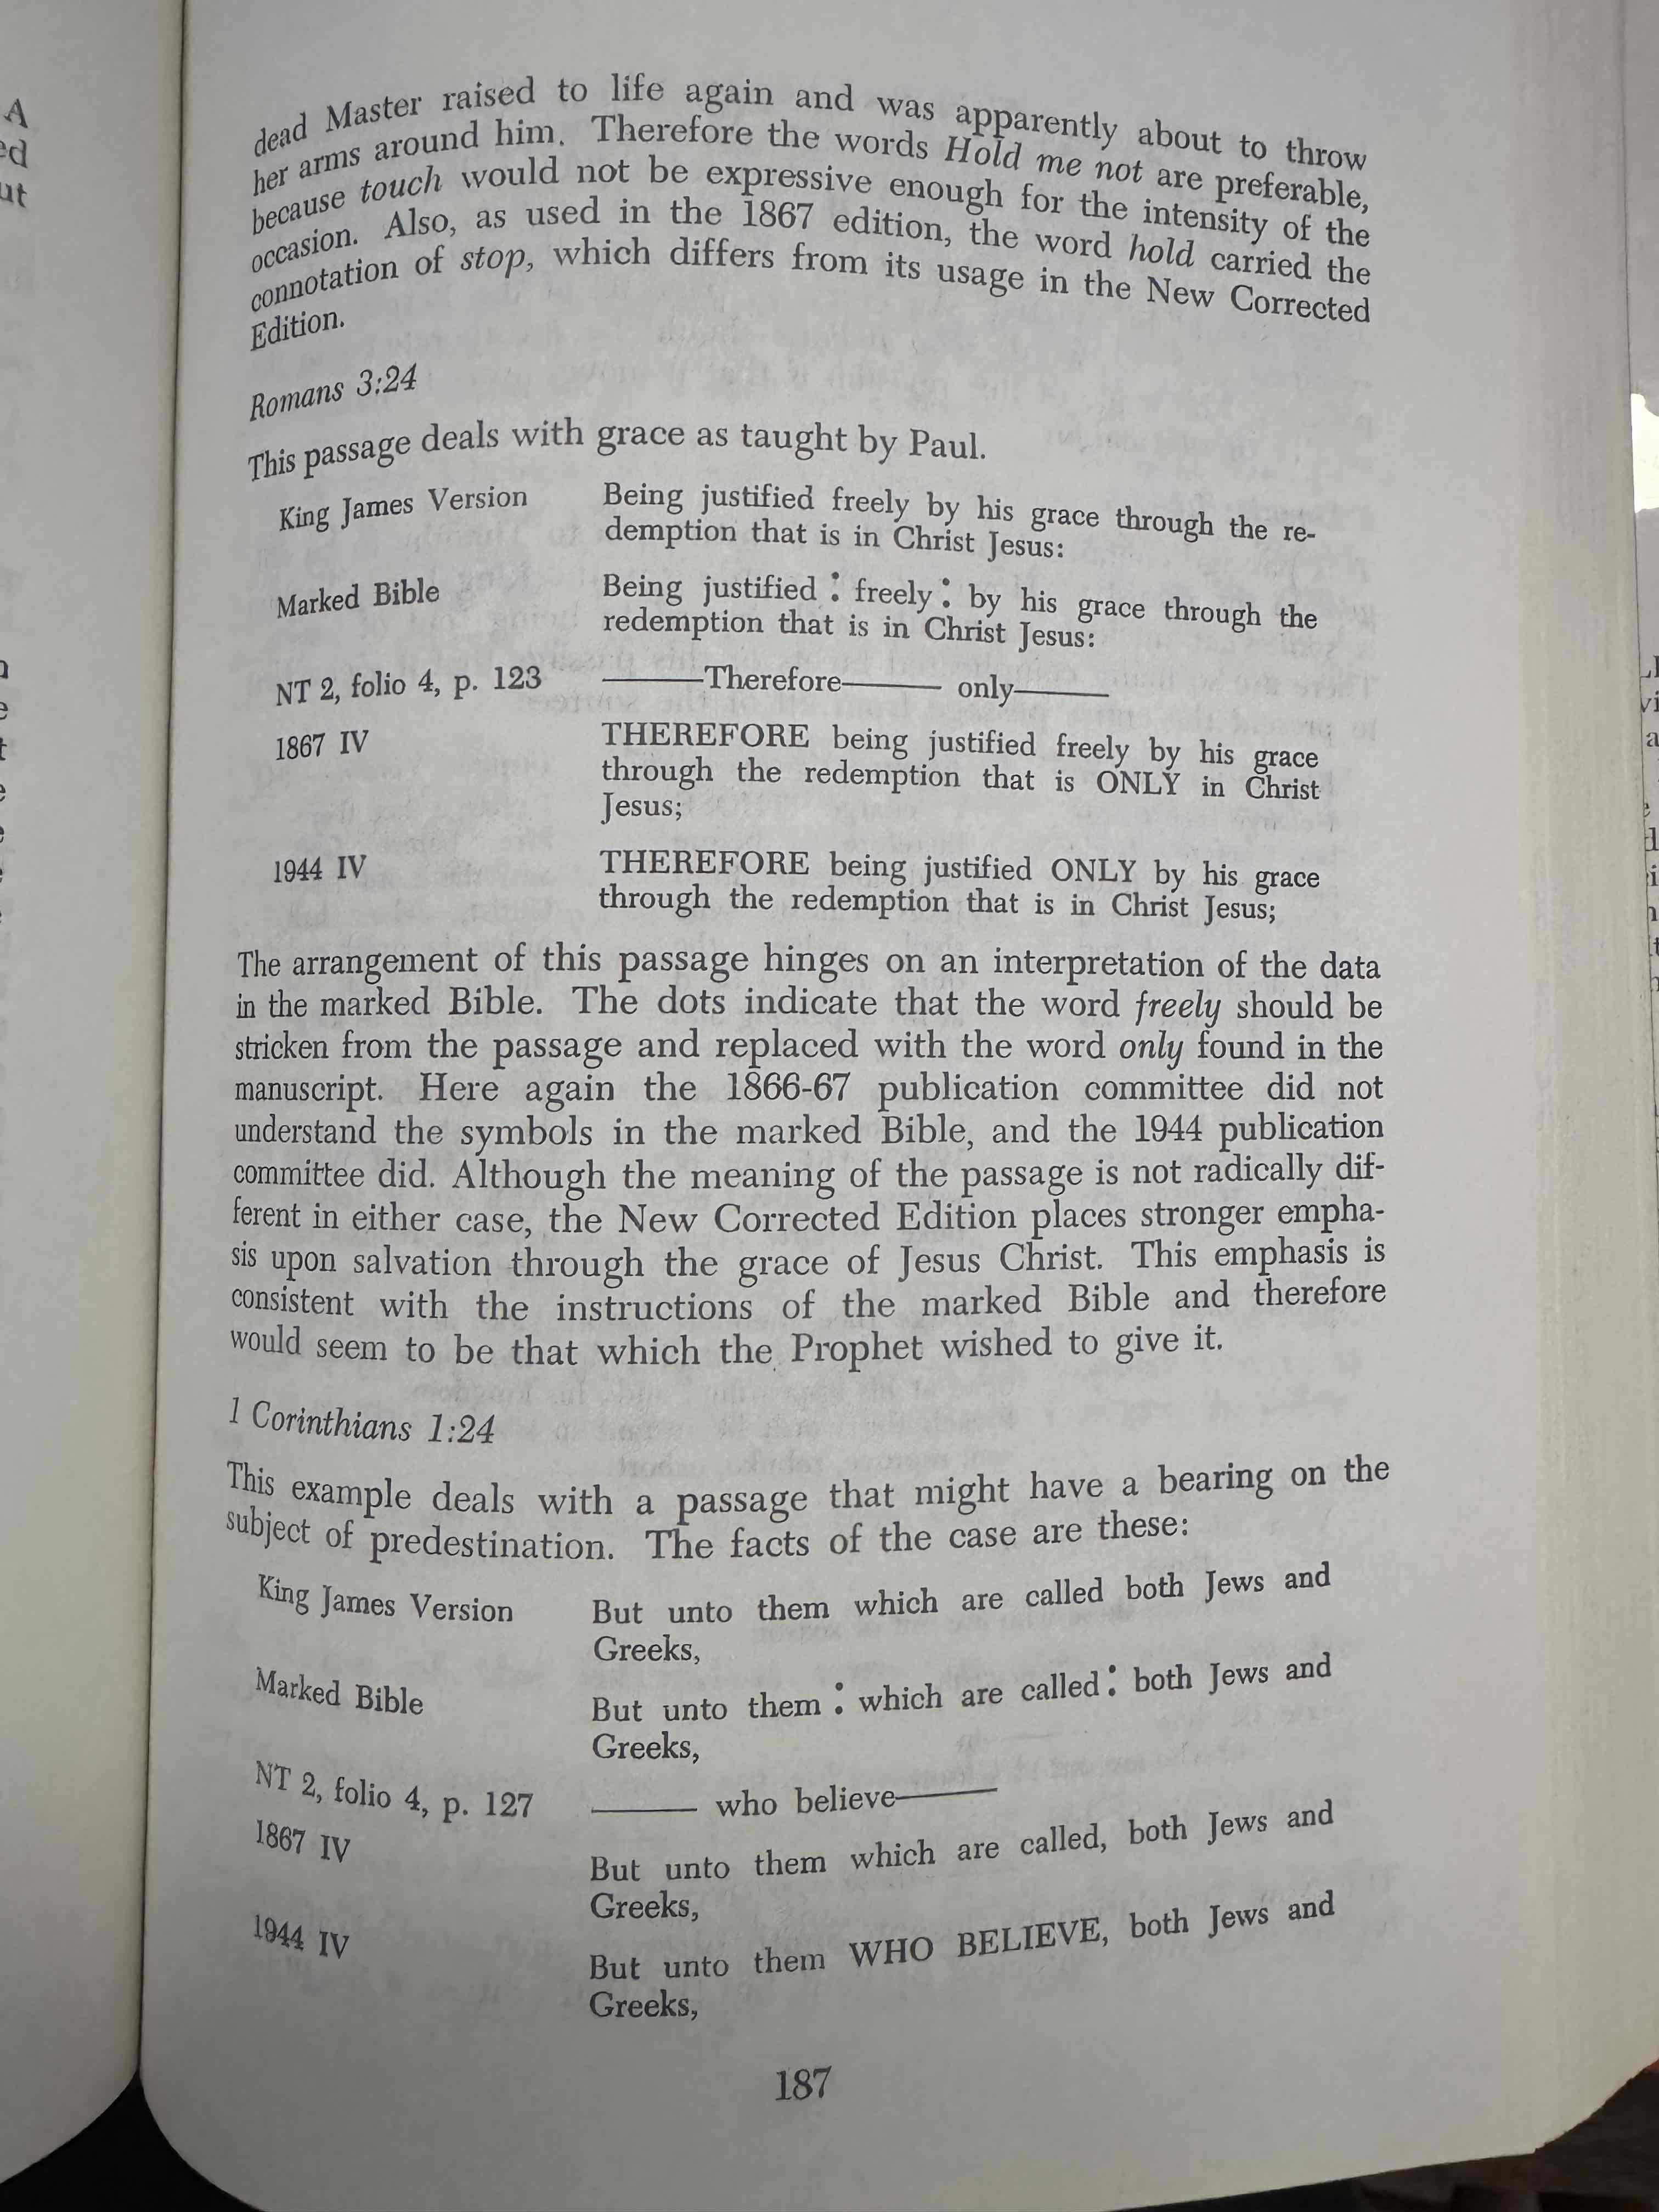 dead Master raised to life again and was apparently about to throw
her arms around him. Therefore the words Hold me not are preferable,
because touch would not be expressive enough for the intensity of the
occasion. Also, as used in the 1867 edition, the word hold carried the
connotation of stop, which differs from its usage in the New Corrected
Edition.
Romans 3:24
This passage deals with grace as taught by Paul.
King James Version Being justified freely by his grace through the re-
demption that is in Christ Jesus:
Marked Bible Being justified : freely : by his grace through the
redemption that is in Christ Jesus:
NT 2, folio 4, p. 123 ———Therefore——— only———
1867 IV THEREFORE being justified freely by his grace
through the redemption that is ONLY in Christ
Jesus;
1944 IV THEREFORE being justified ONLY by his grace
through the redemption that is in Christ Jesus;
The arrangement of this passage hinges on an interpretation of the data
in the marked Bible. The dots indicate that the word freely should be
stricken from the passage and replaced with the word only found in the
manuscript. Here again the 1866-67 publication committee did not
understand the symbols in the marked Bible, and the 1944 publication
committee did. Although the meaning of the passage is not radically dif-
ferent in either case, the New Corrected Edition places stronger empha-
sis upon salvation through the grace of Jesus Christ. This emphasis is
consistent with the instructions of the marked Bible and therefore
would seem to be that which the Prophet wished to give it.
1 Corinthians 1:24
This example deals with a passage that might have a bearing on the
subject of predestination. The facts of the case are these:
King James Version But unto them which are called both Jews and
Greeks,
Marked Bible But unto them : which are called : both Jews and
Greeks,
NT 2, folio 4, p. 127 ——— who believe———
1867 IV But unto them which are called, both Jews and
Greeks,
1944 IV But unto them WHO BELIEVE, both Jews and
Greeks,
187